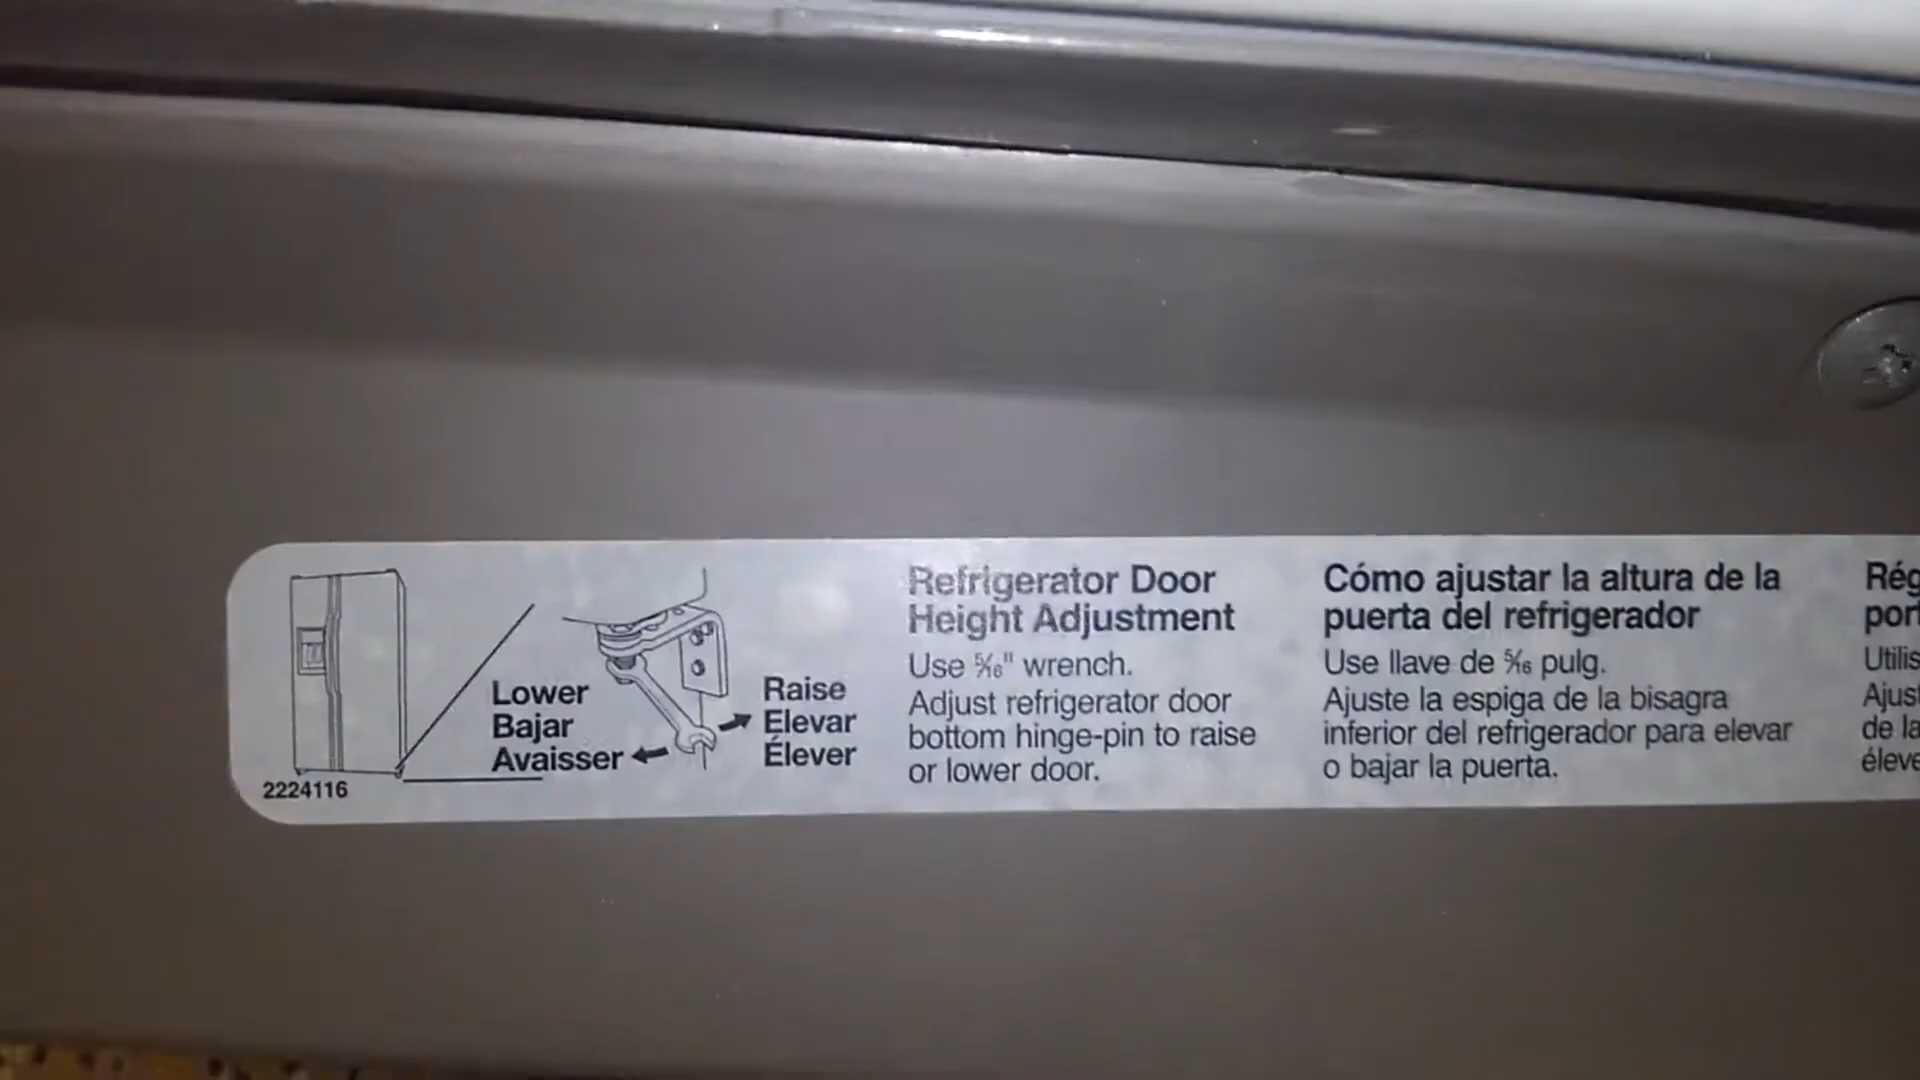 Lower
Bajar
Avaisser
Raise
Elevar
Élever
2224116
Refrigerator Door
Height Adjustment
Use 5⁄16" wrench.
Adjust refrigerator door
bottom hinge-pin to raise
or lower door.
Cómo ajustar la altura de la
puerta del refrigerador
Use llave de 5⁄16 pulg.
Ajuste la espiga de la bisagra
inferior del refrigerador para elevar
o bajar la puerta.
de la